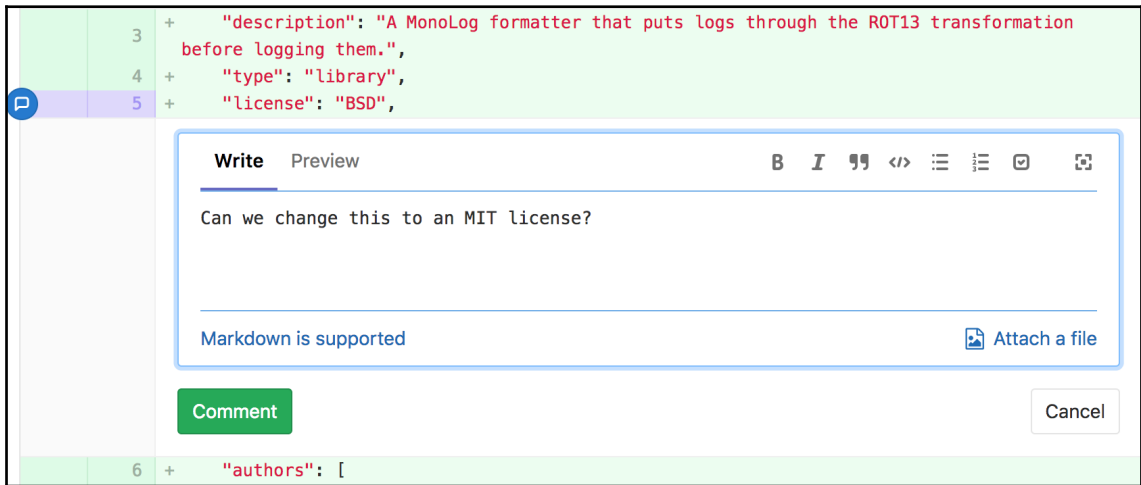 3 + "description": "A MonoLog formatter that puts logs through the ROT13 transformation
before logging them.",
4 + "type": "library",
5 + "license": "BSD",
Write Preview
Can we change this to an MIT license?
Markdown is supported Attach a file
Comment Cancel
6 + "authors": [